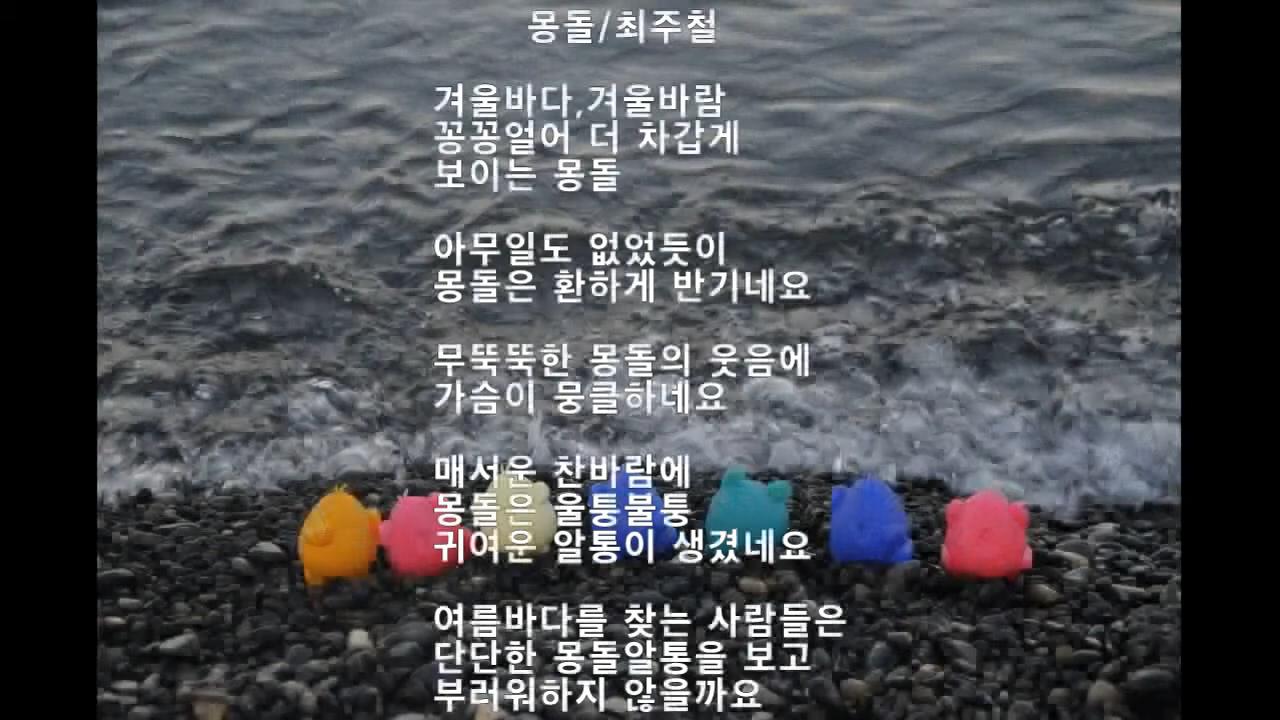 몽돌/최주철
겨울바다,겨울바람
꽁꽁얼어 더 차갑게
보이는 몽돌
아무일도 없었듯이
몽돌은 환하게 반기네요
무뚝뚝한 몽돌의 웃음에
가슴이 뭉클하네요
매서운 찬바람에
몽돌은 울퉁불퉁
귀여운 알통이 생겼네요
여름바다를 찾는 사람들은
단단한 몽돌알통을 보고
부러워하지 않을까요